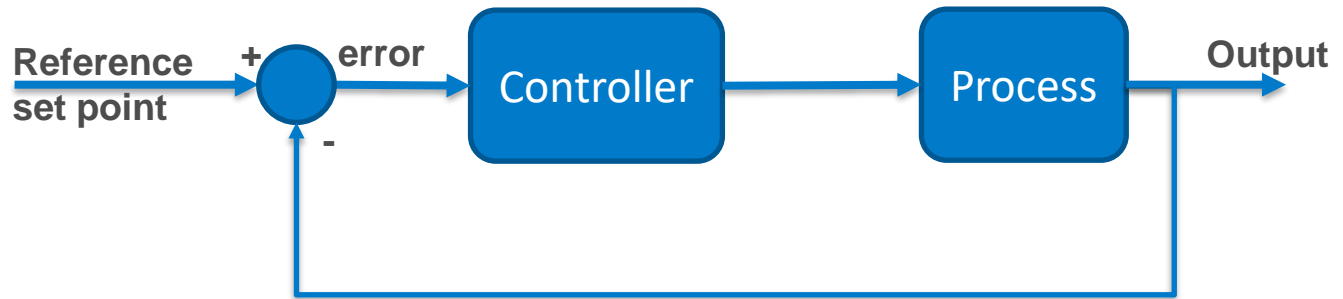 Reference
set point
+
-
error
Controller
Process
Output